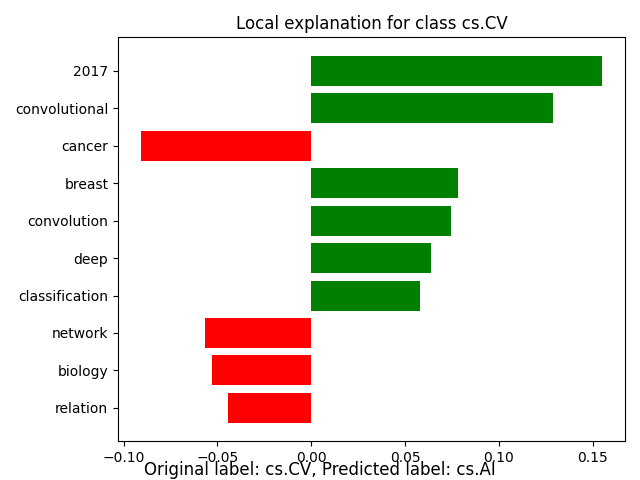 Local explanation for class cs.CV
2017
convolutional
cancer
breast
convolution
deep
classification
network
biology
relation
−0.10 −0.05 0.00 0.05 0.10 0.15
Original label: cs.CV, Predicted label: cs.AI